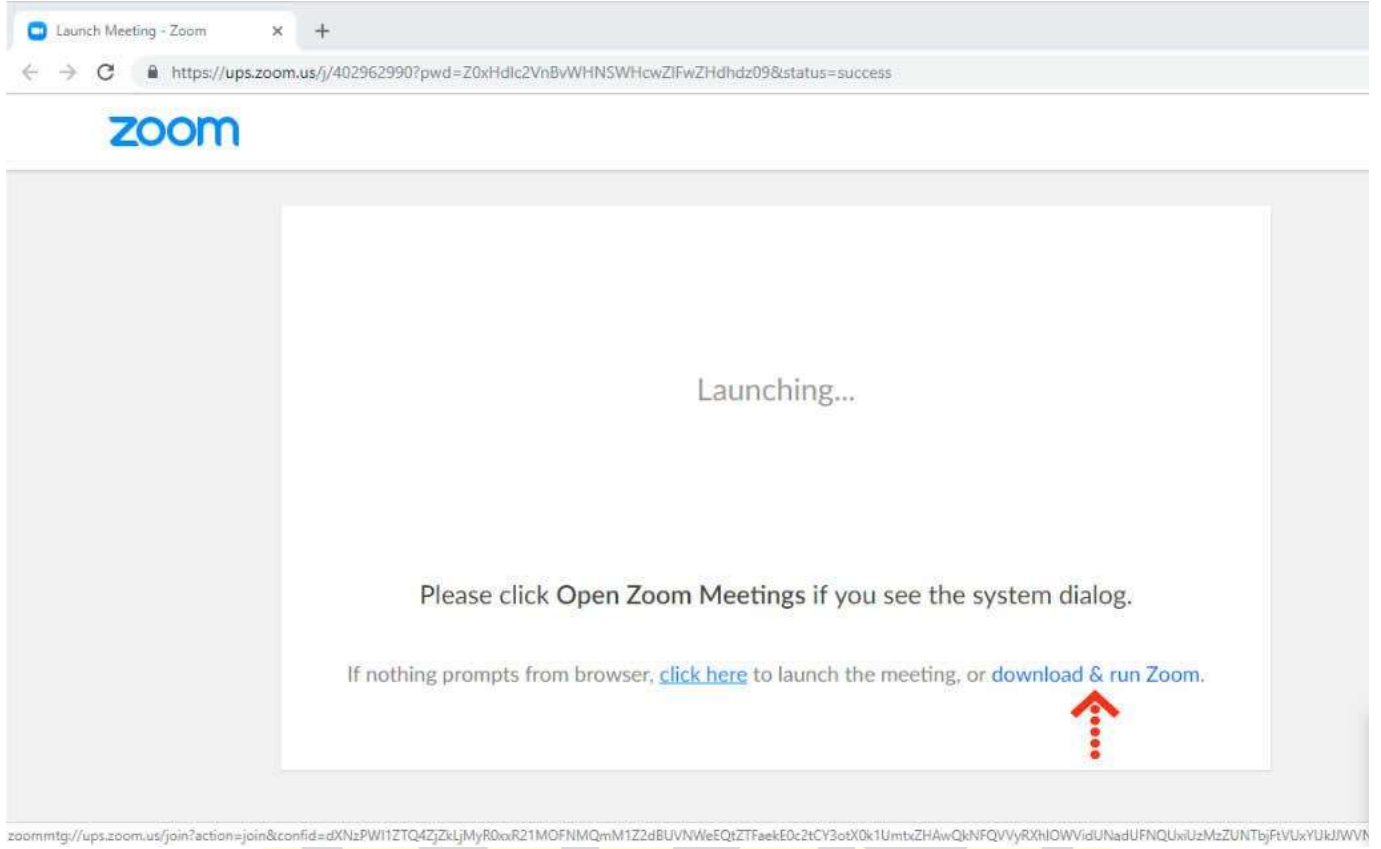 Launch Meeting - Zoom
https://ups.zoom.us/j/402962990?pwd=Z0xHdlc2VnBvWHNSWHcwZlFwZHdhdz09&status=success
zoom
Launching...
Please click Open Zoom Meetings if you see the system dialog.
If nothing prompts from browser, click here to launch the meeting, or download & run Zoom.